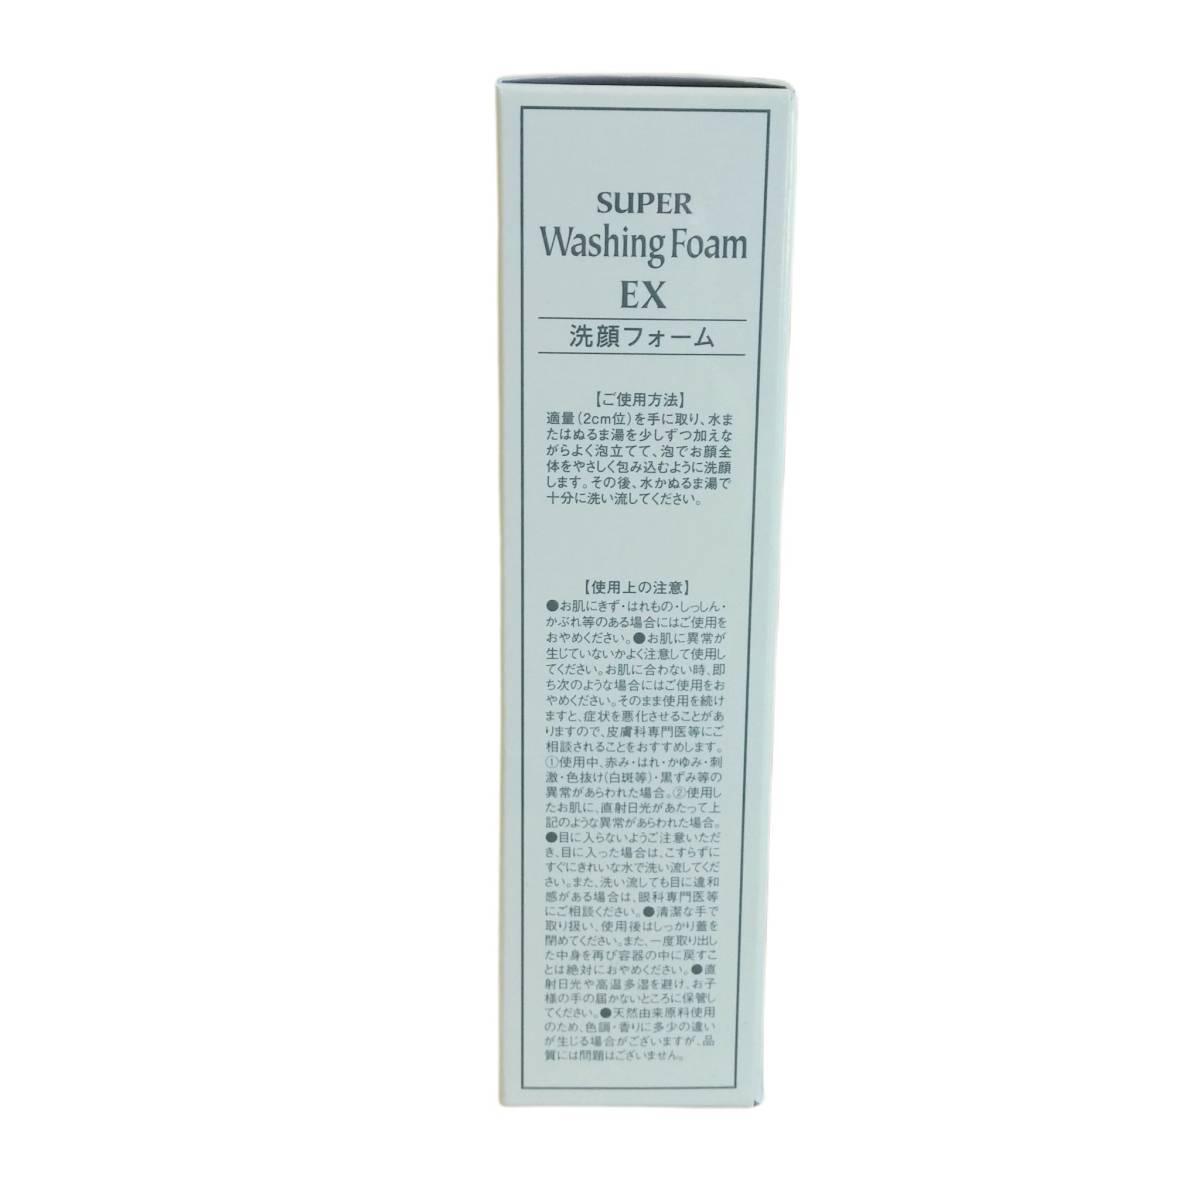 SUPER
Washing Foam
EX
洗顔フォーム
【ご使用方法】
適量(2cm位)を手に取り、水ま
たはぬるま湯を少しずつ加えな
がらよく泡立てて、泡でお顔全
体をやさしく包み込むように洗顔
します。その後、水かぬるま湯で
十分に洗い流してください。
【使用上の注意】
●お肌にきず・はれもの・しっしん・
かぶれ等のある場合にはご使用を
おやめください。●お肌に異常が
生じていないかよく注意して使用し
てください。お肌に合わない時、即
ち次のような場合にはご使用をお
やめください。そのまま使用を続け
ますと、症状を悪化させることがあ
りますので、皮膚科専門医等にご
相談されることをおすすめします。
①使用中、赤み・はれ・かゆみ・刺
激・色抜け(白斑等)・黒ずみ等の
異常があらわれた場合。②使用し
たお肌に、直射日光があたって上
記のような異常があらわれた場合。
●目に入らないようご注意いただ
き、目に入った場合は、こすらずに
すぐにきれいな水で洗い流してくだ
さい。また、洗い流しても目に違和
感がある場合は、眼科専門医等
にご相談ください。●清潔な手で
取り扱い、使用後はしっかり蓋を
閉めてください。また、一度取り出し
た中身を再び容器の中に戻すこ
とは絶対におやめください。●直
射日光や高温多湿を避け、お子
様の手の届かないところに保管し
てください。●天然由来原料使用
のため、色調・香りに多少の違い
が生じる場合がございますが、品
質には問題はございません。